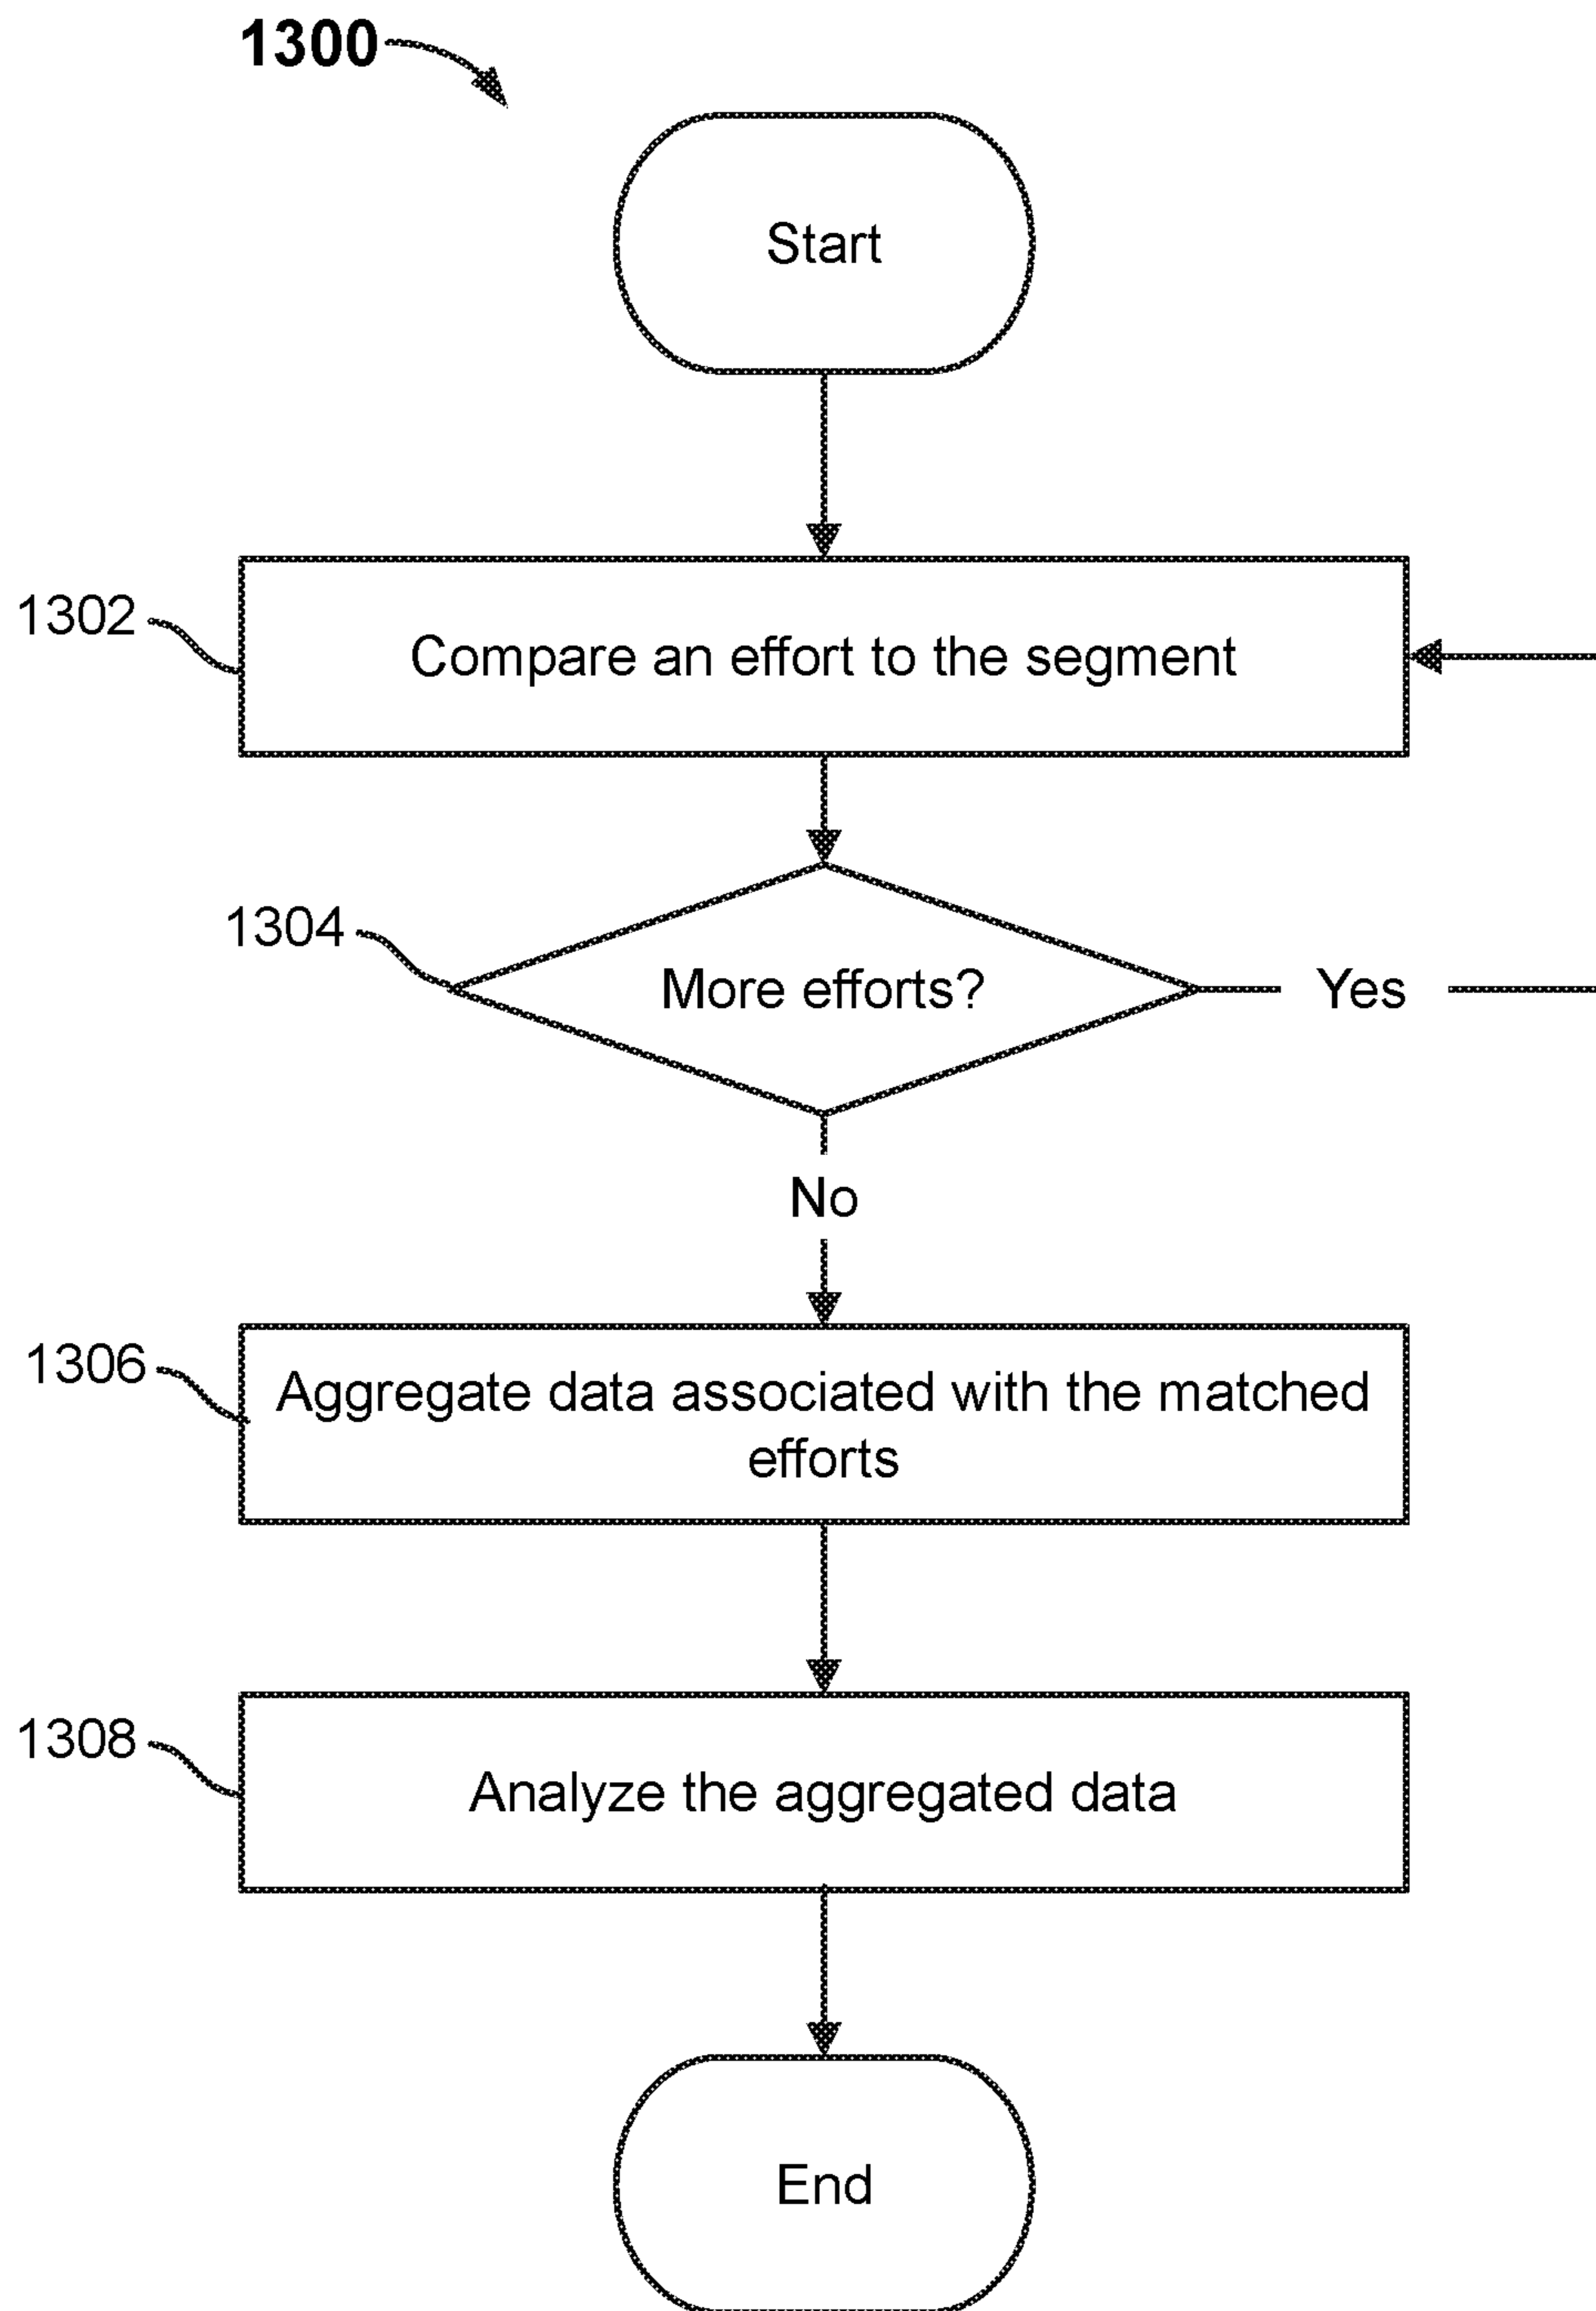 1300
Start
1302
Compare an effort to the segment
1304
More efforts?
Yes
No
1306
Aggregate data associated with the matched
efforts
1308
Analyze the aggregated data
End